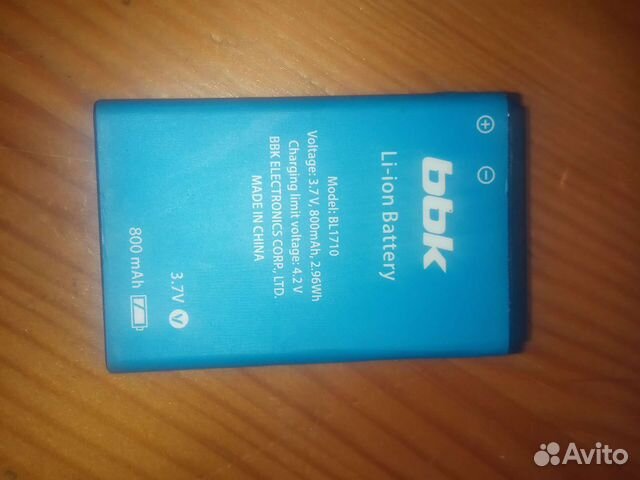 bbk
Li-ion Battery
Model: BL1710
Voltage: 3.7 V, 800mAh, 2.96Wh
Charging limit voltage: 4.2 V
BBK ELECTRONICS CORP., LTD.
MADE IN CHINA
3.7V
800 mAh
Avito